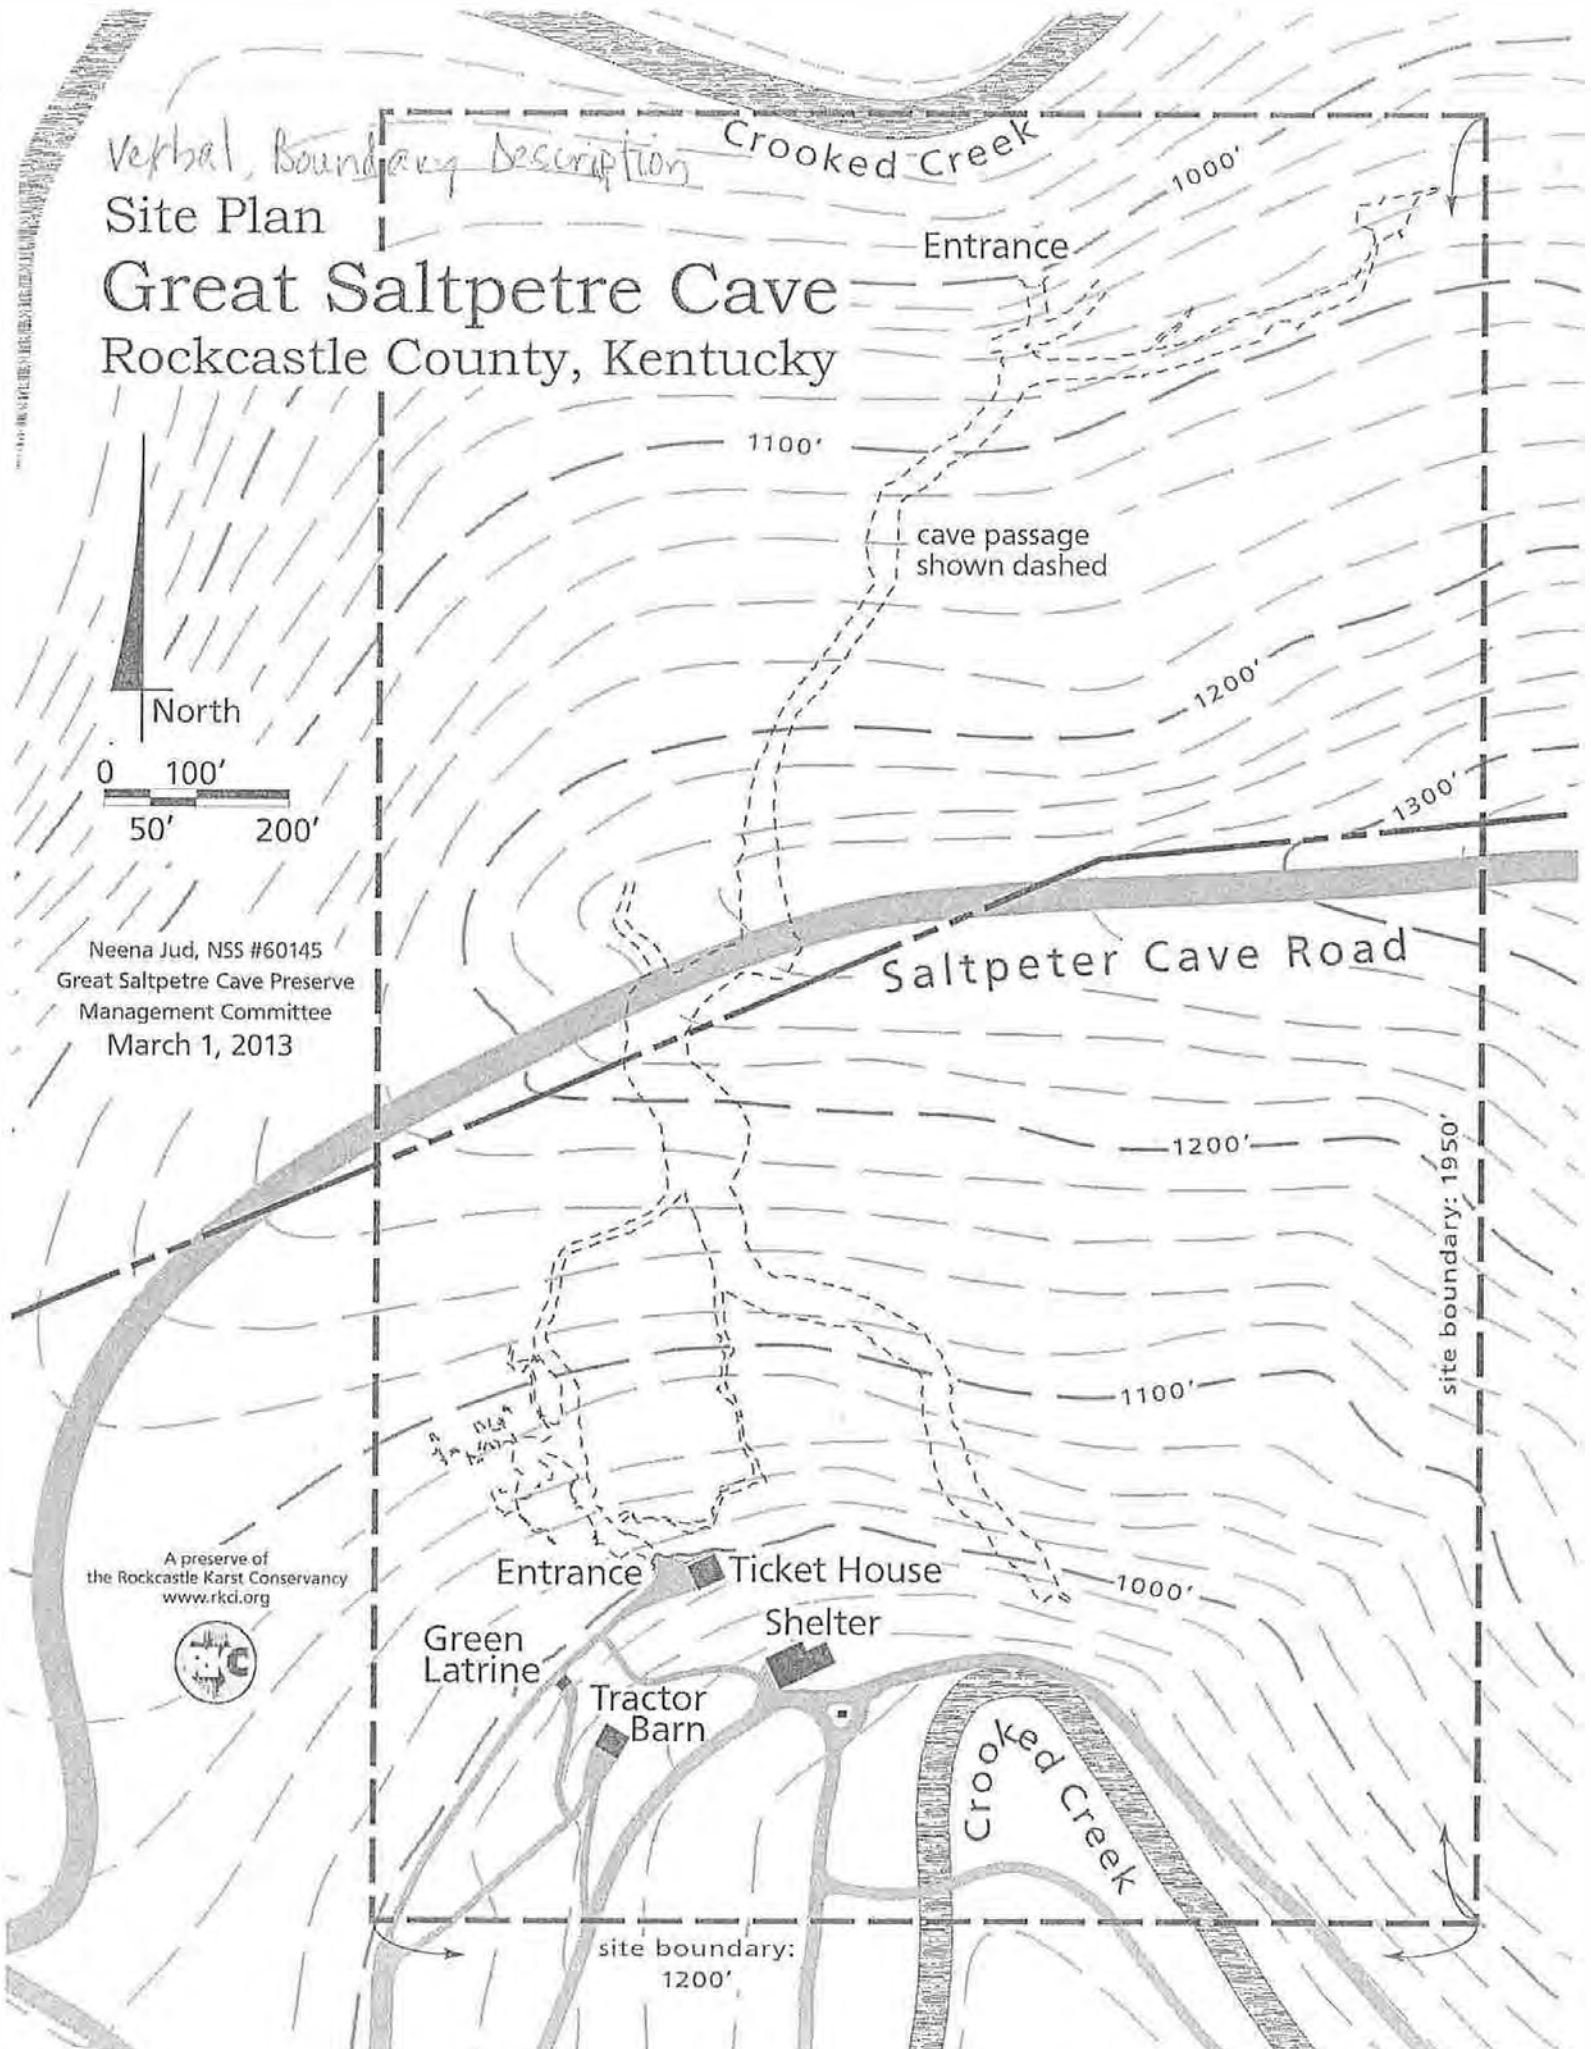 Verbal Boundary Description
Crooked Creek
Site Plan
1000'
Entrance
Great Saltpetre Cave
Rockcastle County, Kentucky
1100'
cave passage
shown dashed
1200'
North
0 100'
50' 200'
1300'
Neena Jud, NSS #60145
Great Saltpetre Cave Preserve
Management Committee
March 1, 2013
Saltpeter Cave Road
1200'
site boundary: 1950'
1100'
A preserve of
the Rockcastle Karst Conservancy
www.rkci.org
RKC
Entrance
Ticket House
1000'
Shelter
Green
Latrine
Tractor
Barn
Crooked Creek
site boundary:
1200'